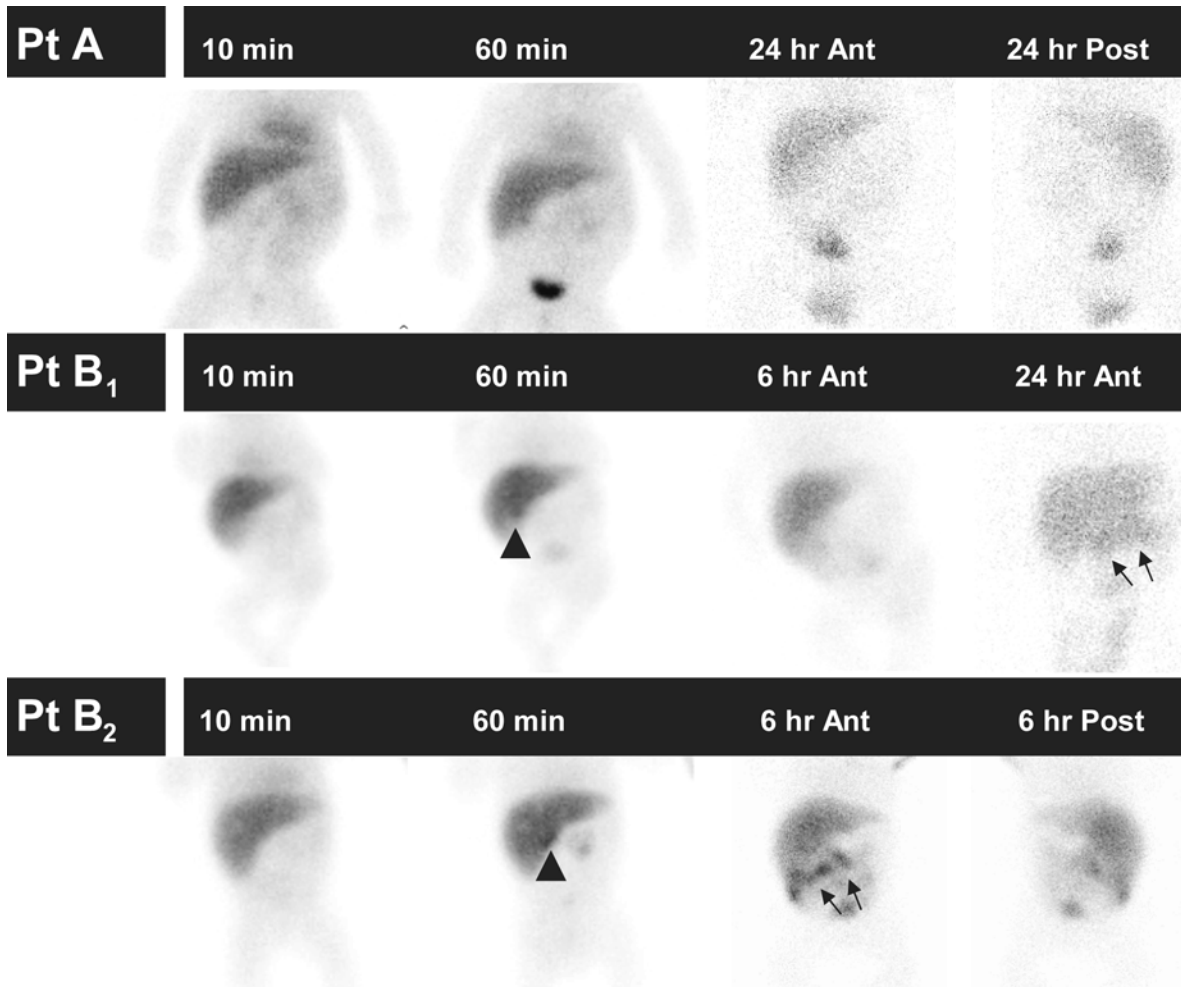 Pt A 10 min 60 min 24 hr Ant 24 hr Post
Pt B₁ 10 min 60 min 6 hr Ant 24 hr Ant
Pt B₂ 10 min 60 min 6 hr Ant 6 hr Post